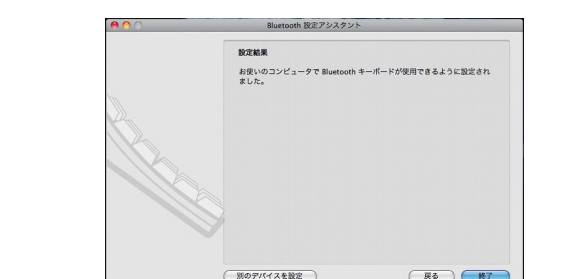 Bluetooth 設定アシスタント
設定結果
お使いのコンピュータで Bluetooth キーボードが使用できるように設定され
ました。
別のデバイスを設定
戻る
終了